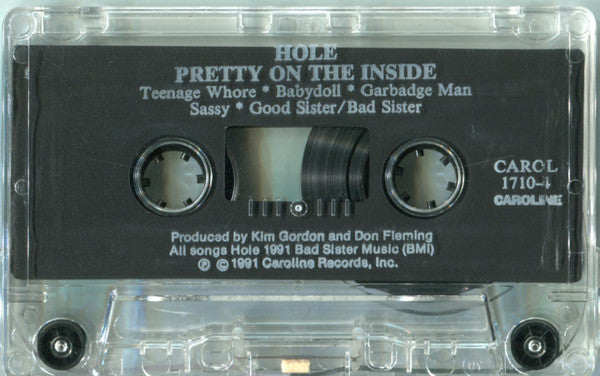 HOLE
PRETTY ON THE INSIDE
Teenage Whore * Babydoll * Garbadge Man
Sassy * Good Sister/Bad Sister
CAROL
1710-4
CAROLINE
Produced by Kim Gordon and Don Fleming
All songs Hole 1991 Bad Sister Music (BMI)
℗ © 1991 Caroline Records, Inc.